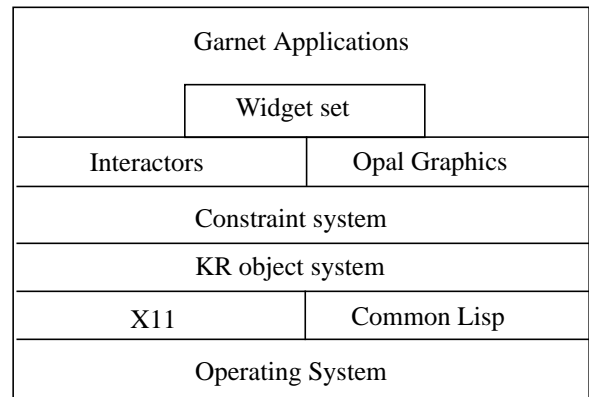 Garnet Applications
Widget set
Interactors
Opal Graphics
Constraint system
KR object system
X11
Common Lisp
Operating System